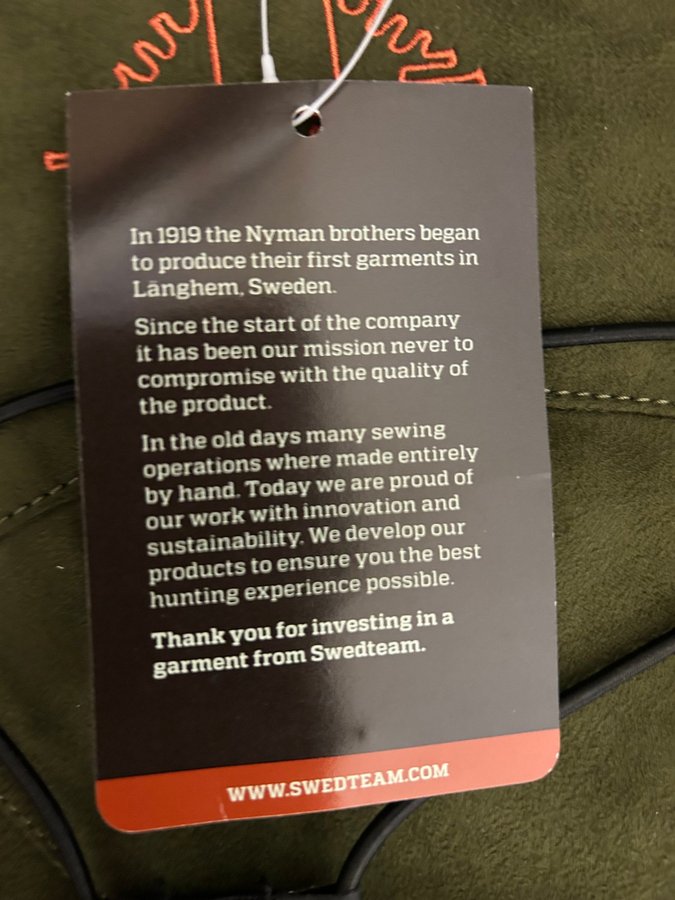 In 1919 the Nyman brothers began
to produce their first garments in
Länghem, Sweden.
Since the start of the company
it has been our mission never to
compromise with the quality of
the product.
In the old days many sewing
operations where made entirely
by hand. Today we are proud of
our work with innovation and
sustainability. We develop our
products to ensure you the best
hunting experience possible.
Thank you for investing in a
garment from Swedteam.
WWW.SWEDTEAM.COM